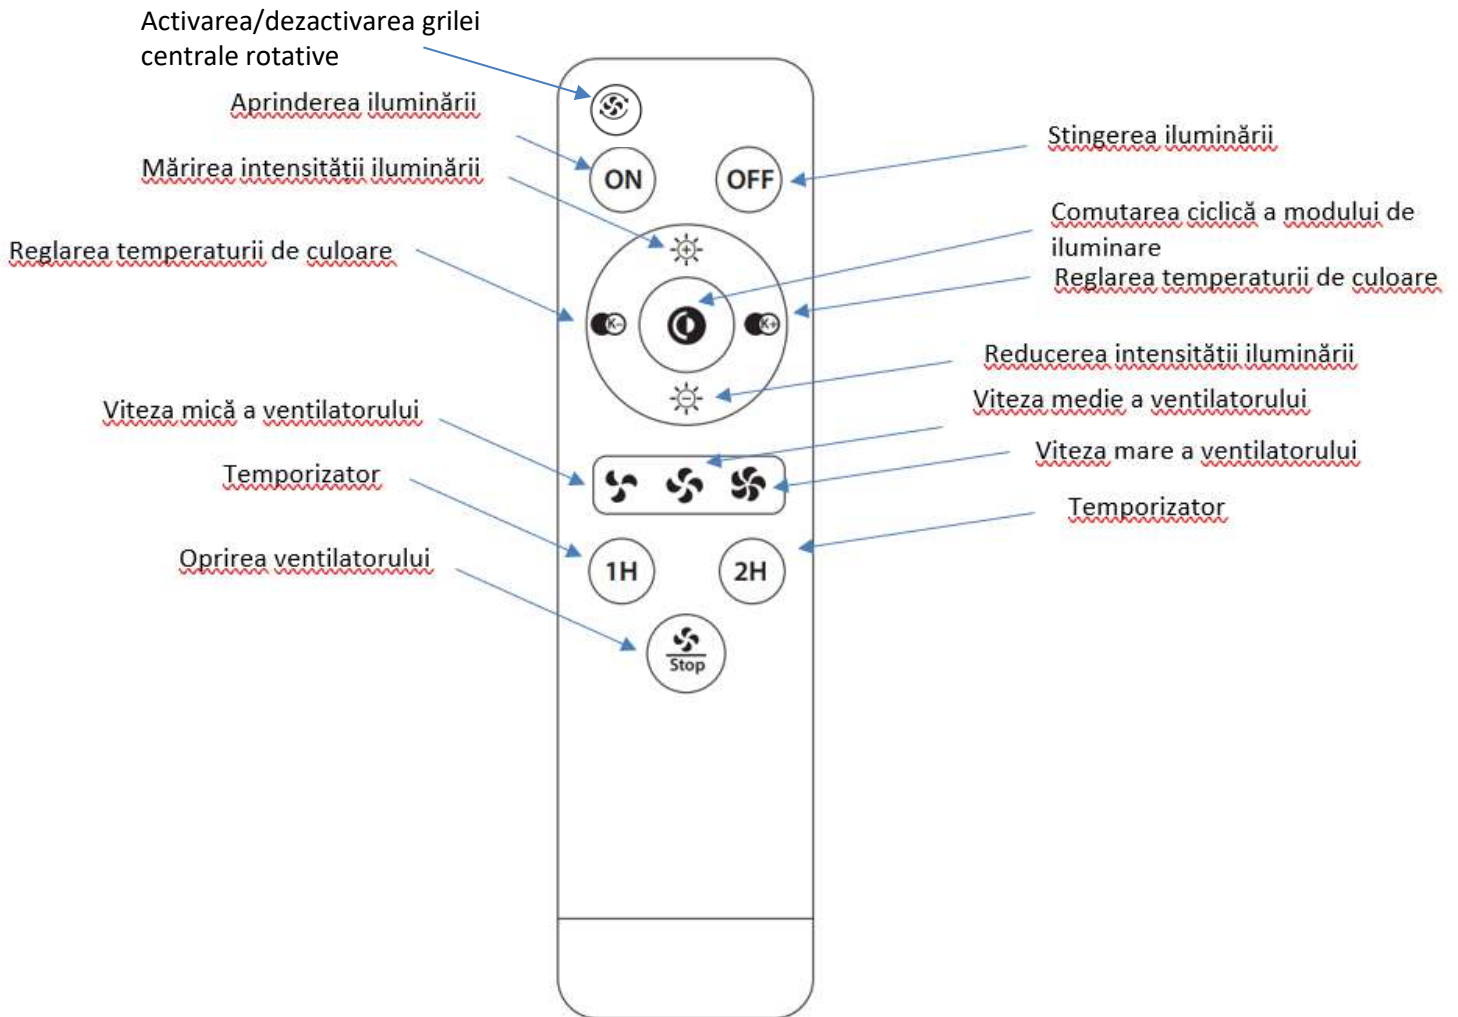 Activarea/dezactivarea grilei
centrale rotative
Aprinderea iluminării
Mărirea intensității iluminării
Reglarea temperaturii de culoare
Viteza mică a ventilatorului
Temporizator
Oprirea ventilatorului
ON
OFF
K-
K+
1H
2H
Stop
Stingerea iluminării
Comutarea ciclică a modului de
iluminare
Reglarea temperaturii de culoare
Reducerea intensității iluminării
Viteza medie a ventilatorului
Viteza mare a ventilatorului
Temporizator